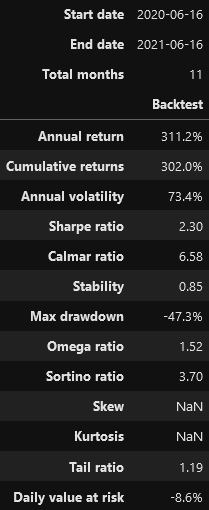 Start date 2020-06-16
End date 2021-06-16
Total months 11
Backtest
Annual return 311.2%
Cumulative returns 302.0%
Annual volatility 73.4%
Sharpe ratio 2.30
Calmar ratio 6.58
Stability 0.85
Max drawdown -47.3%
Omega ratio 1.52
Sortino ratio 3.70
Skew NaN
Kurtosis NaN
Tail ratio 1.19
Daily value at risk -8.6%